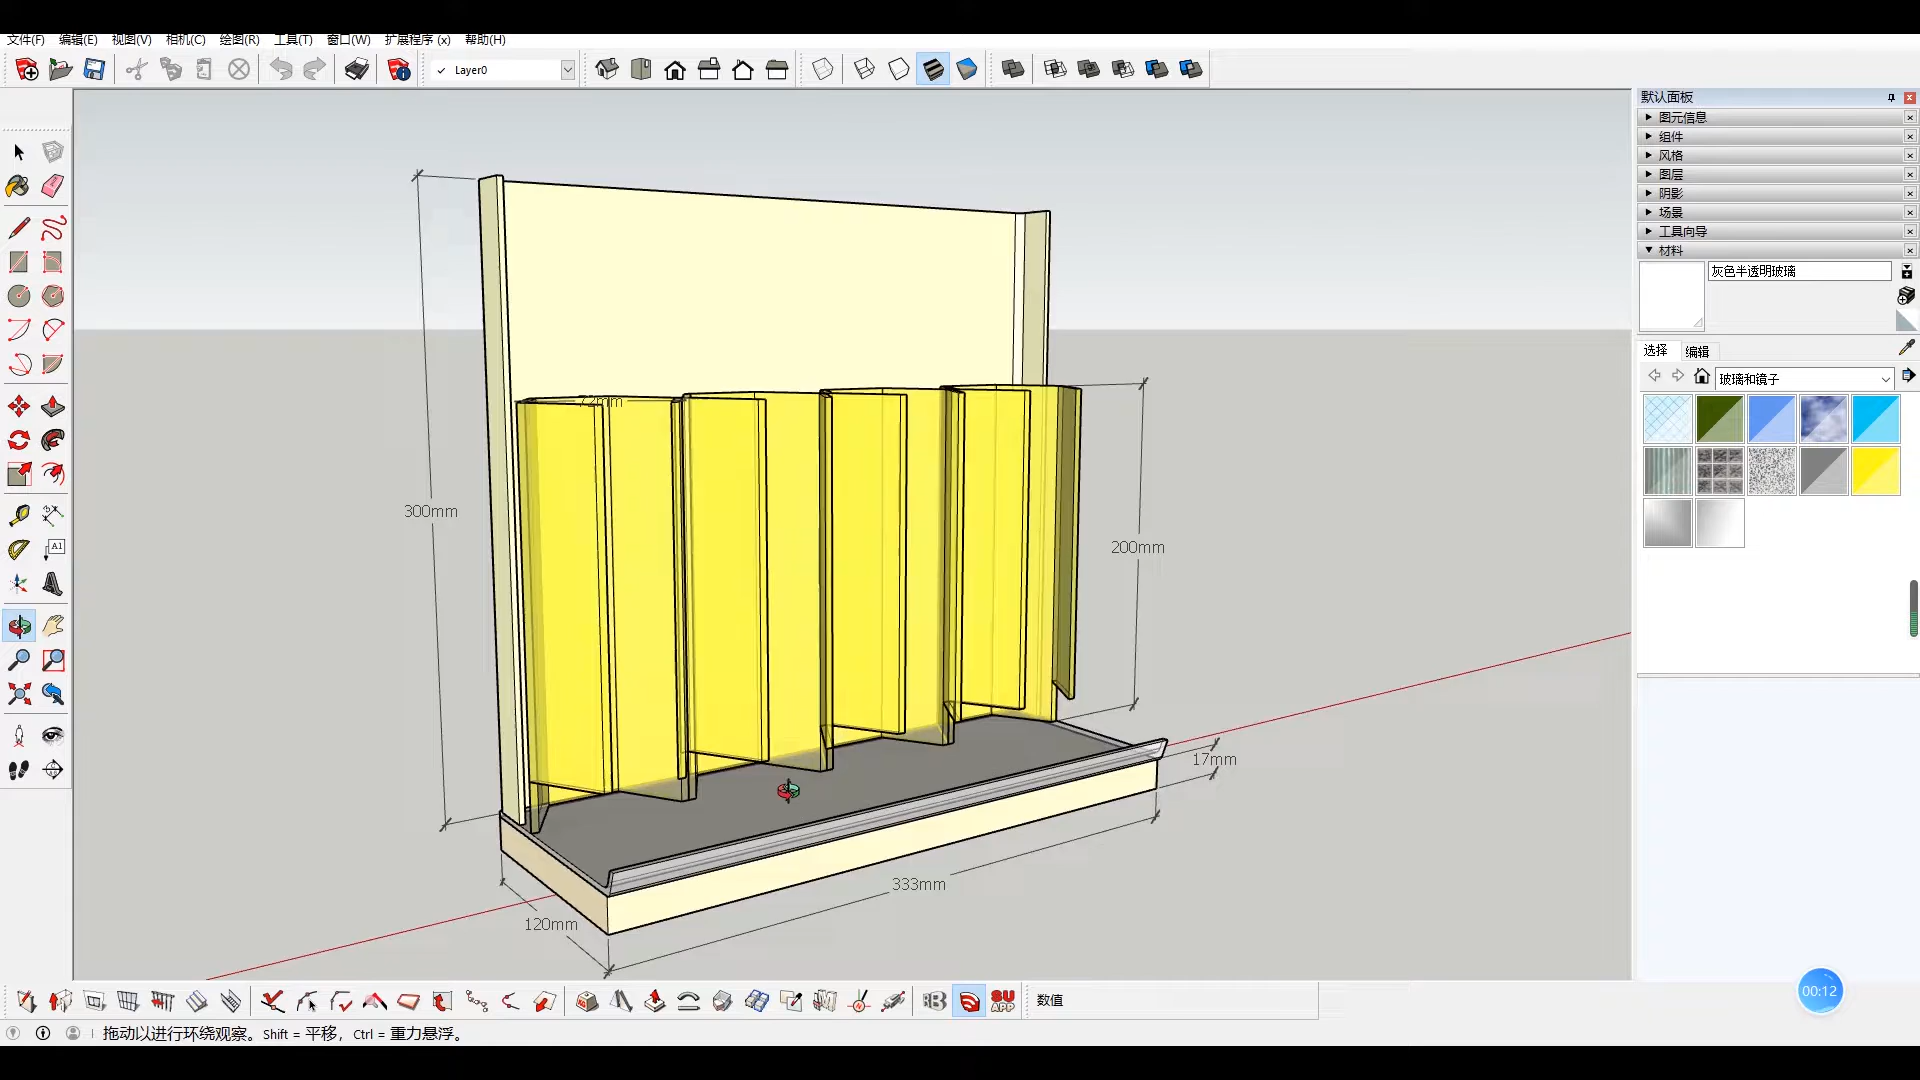 文件(F) 编辑(E) 视图(V) 相机(C) 绘图(R) 工具(T) 窗口(W) 扩展程序 (x) 帮助(H)
Layer0
默认面板
图元信息
组件
风格
图层
阴影
场景
工具向导
材料
灰色半透明玻璃
选择 编辑
玻璃和镜子
72mm
300mm
200mm
17mm
333mm
120mm
A1
SU
APP
数值
00:12
拖动以进行环绕观察。Shift = 平移，Ctrl = 重力悬浮。